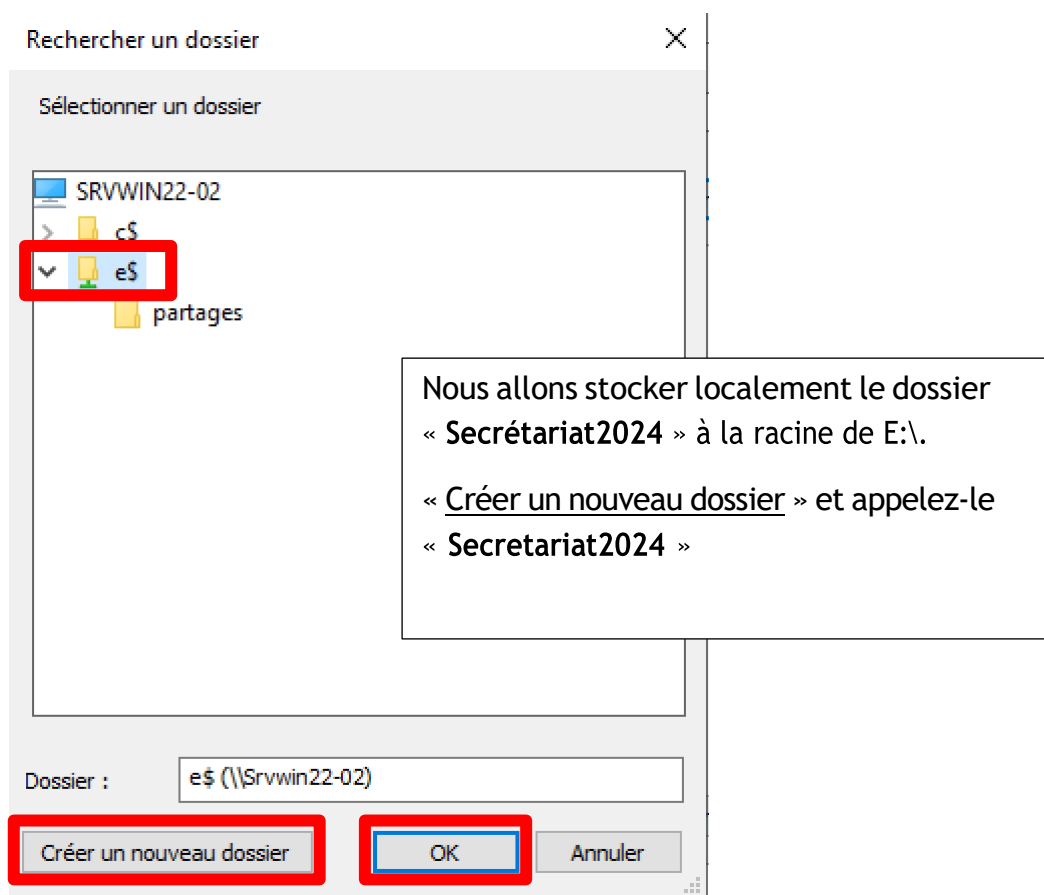 Rechercher un dossier
Sélectionner un dossier
SRVWIN22-02
c$
e$
partages
Nous allons stocker localement le dossier
« Secrétariat2024 » à la racine de E:\.
« Créer un nouveau dossier » et appelez-le
« Secretariat2024 »
Dossier : e$ (\\Srvwin22-02)
Créer un nouveau dossier OK Annuler